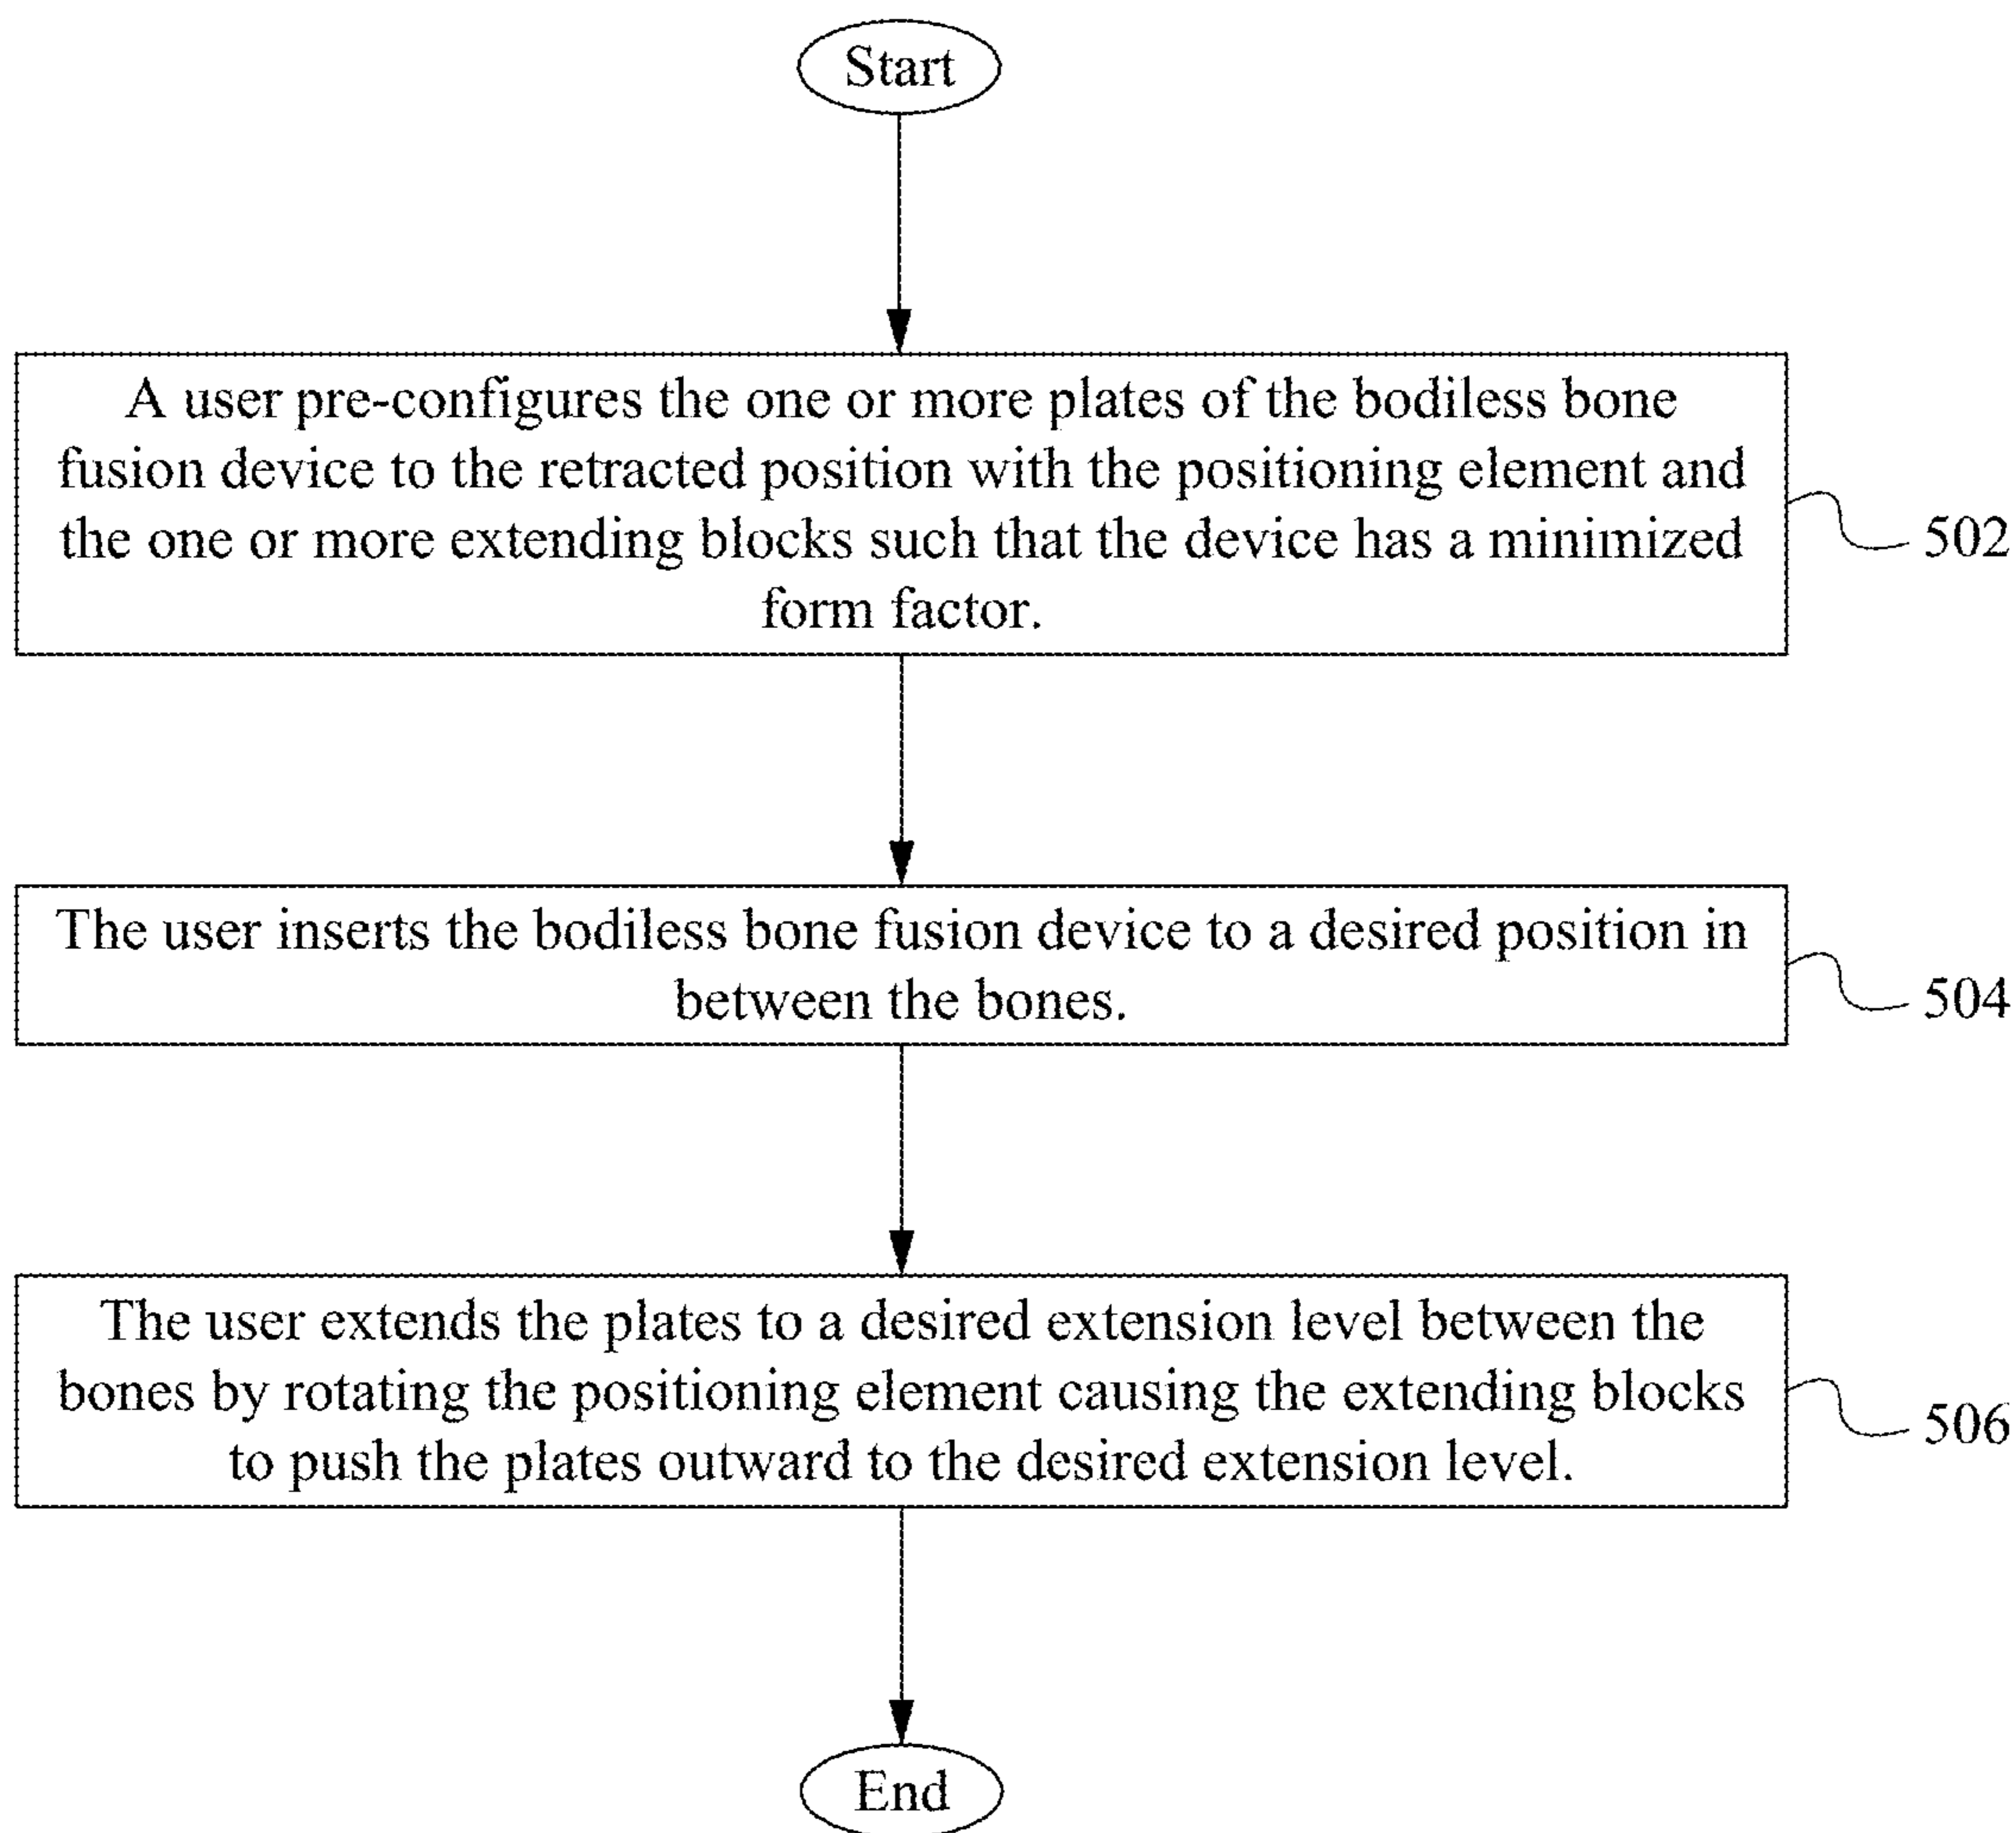 Start
A user pre-configures the one or more plates of the bodiless bone
fusion device to the retracted position with the positioning element and
the one or more extending blocks such that the device has a minimized
form factor.
502
The user inserts the bodiless bone fusion device to a desired position in
between the bones.
504
The user extends the plates to a desired extension level between the
bones by rotating the positioning element causing the extending blocks
to push the plates outward to the desired extension level.
506
End